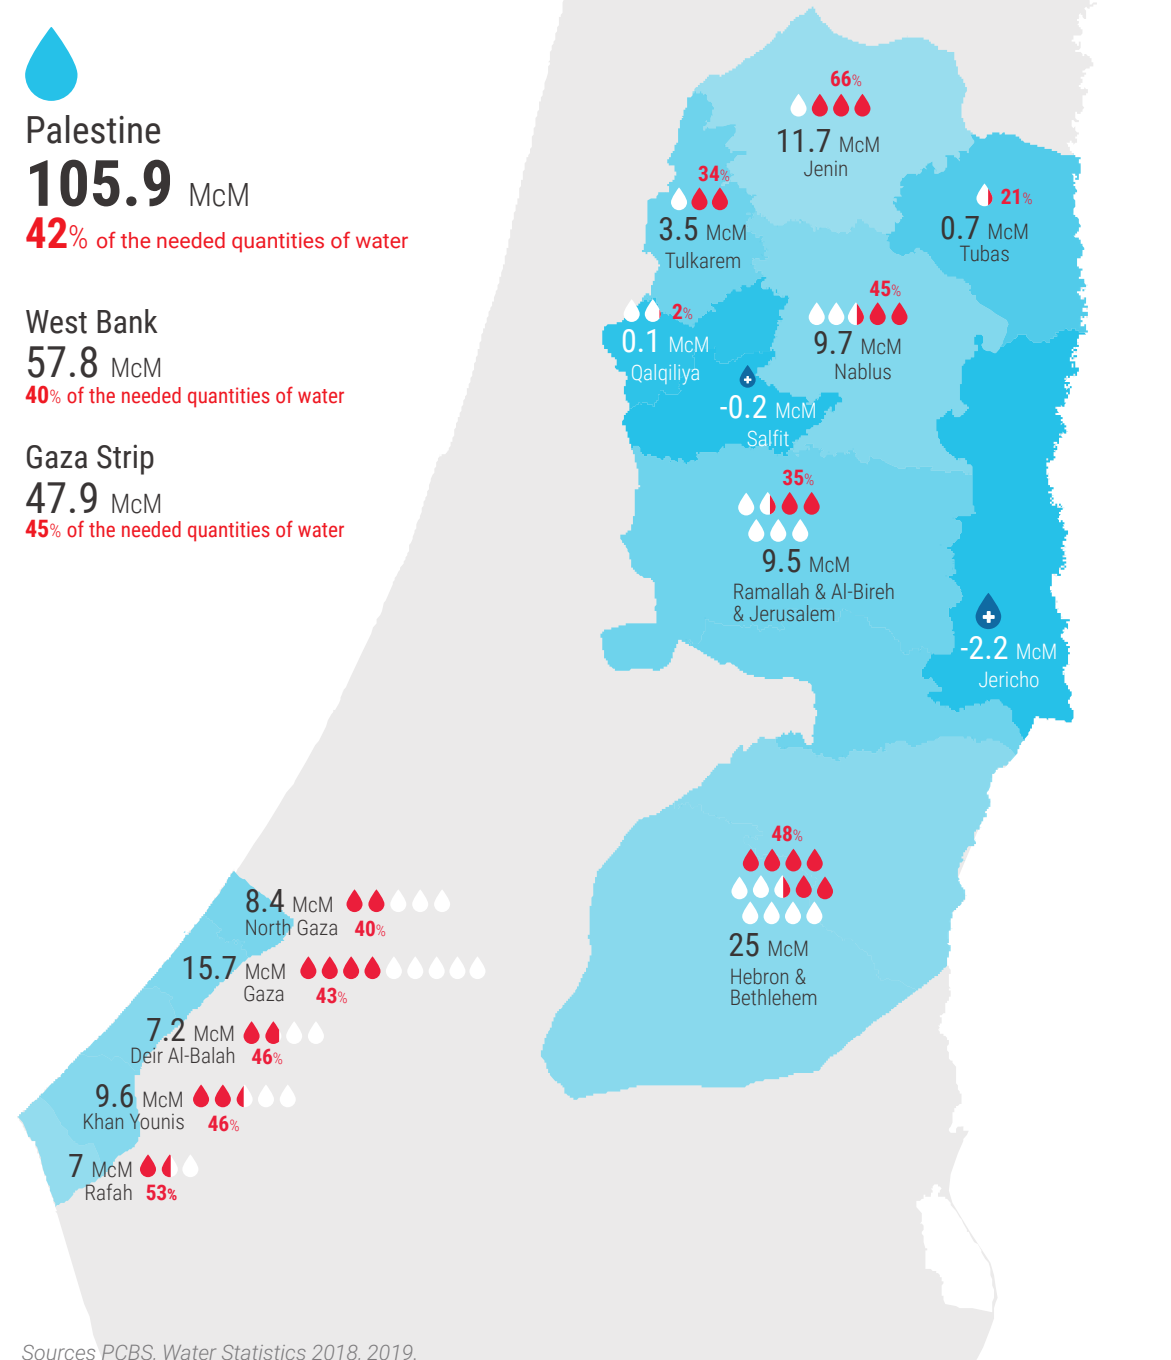 Palestine
105.9 McM
42% of the needed quantities of water
West Bank
57.8 McM
40% of the needed quantities of water
Gaza Strip
47.9 McM
45% of the needed quantities of water
66%
11.7 McM
Jenin
34%
3.5 McM
Tulkarem
21%
0.7 McM
Tubas
2%
0.1 McM
Qalqiliya
45%
9.7 McM
Nablus
-0.2 McM
Salfit
35%
9.5 McM
Ramallah & Al-Bireh
& Jerusalem
-2.2 McM
Jericho
48%
25 McM
Hebron &
Bethlehem
8.4 McM
North Gaza 40%
15.7 McM
Gaza 43%
7.2 McM
Deir Al-Balah 46%
9.6 McM
Khan Younis 46%
7 McM
Rafah 53%
Sources PCBS, Water Statistics 2018, 2019.